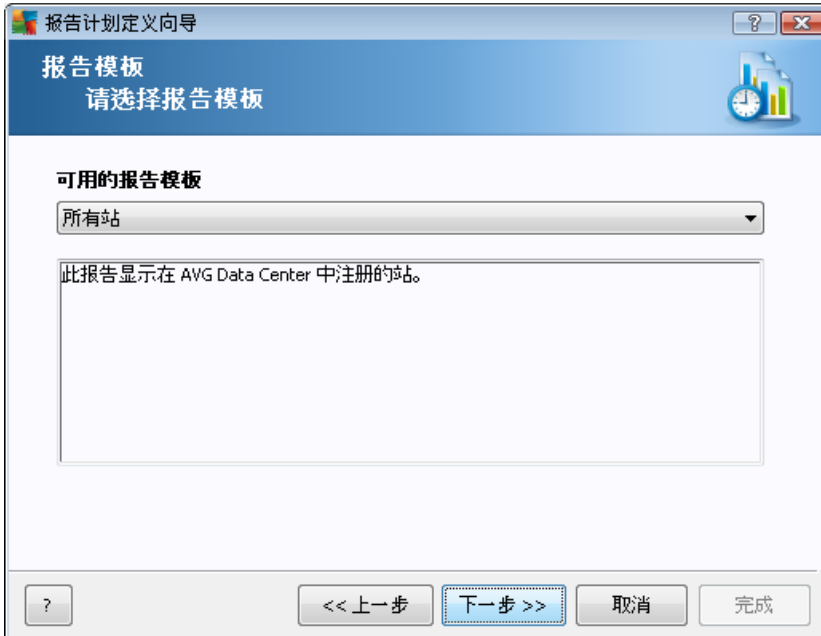 报告计划定义向导
报告模板
请选择报告模板
可用的报告模板
所有站
此报告显示在 AVG Data Center 中注册的站。
? << 上一步 下一步 >> 取消 完成